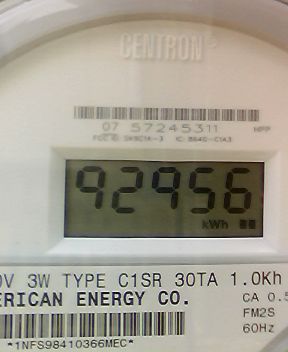 CENTRON®
07 57245311
92956
kWh
0V 3W TYPE C1SR 30TA 1.0Kh
ERICAN ENERGY CO.
CA 0.5
FM2S
60Hz
*1NFS98410366MEC*